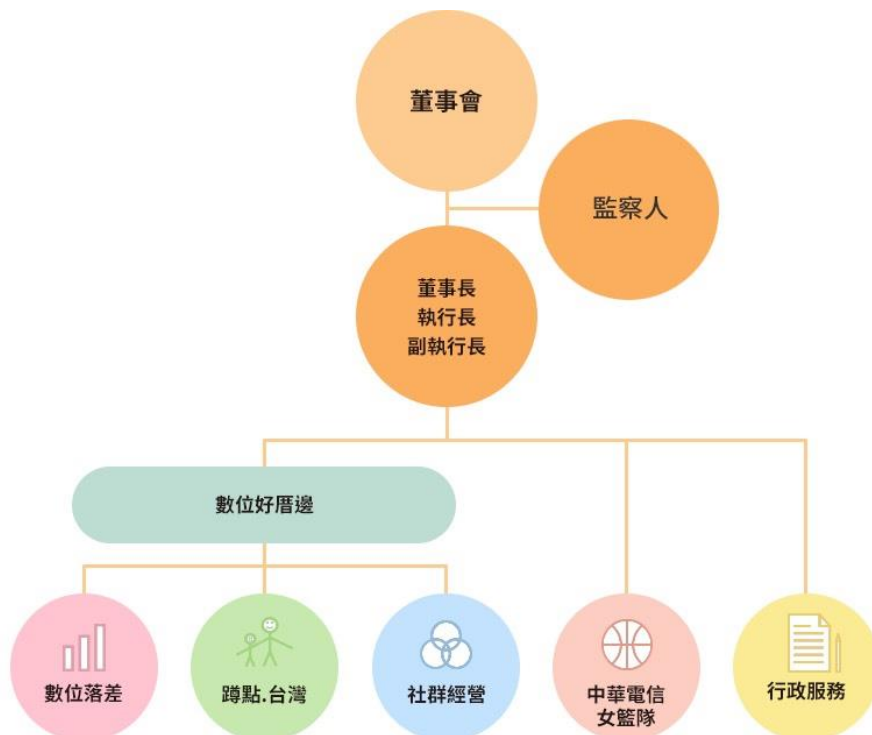 董事會
監察人
董事長
執行長
副執行長
數位好厝邊
數位落差
蹲點.台灣
社群經營
中華電信
女籃隊
行政服務